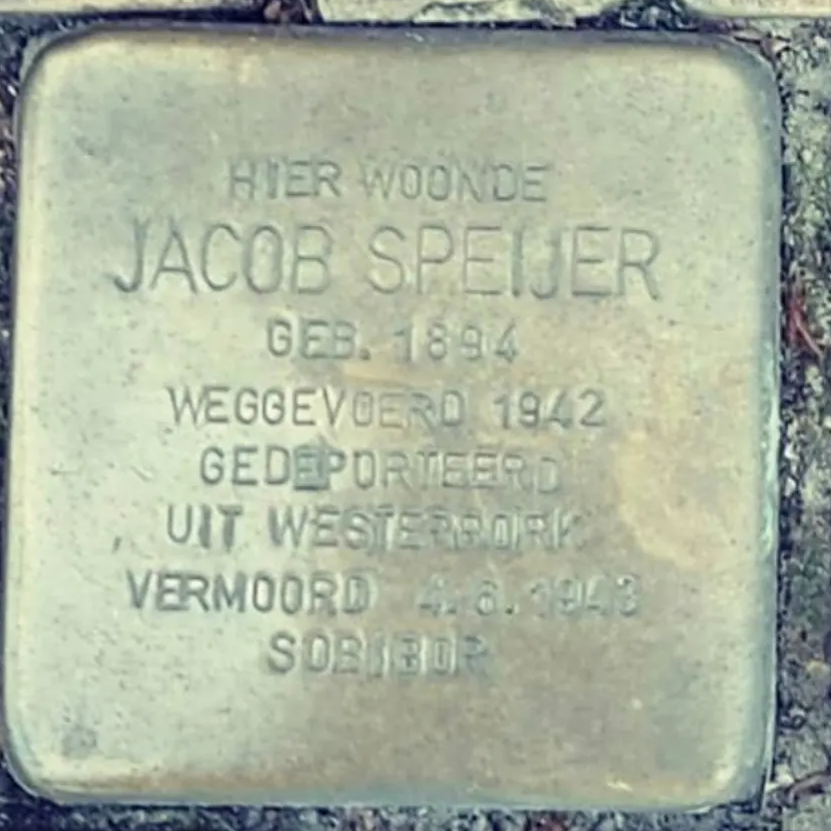 HIER WOONDE
JACOB SPEIJER
GEB. 1894
WEGGEVOERD 1942
GEDEPORTEERD
UIT WESTERBORK
VERMOORD 4.6.1943
SOBIBOR